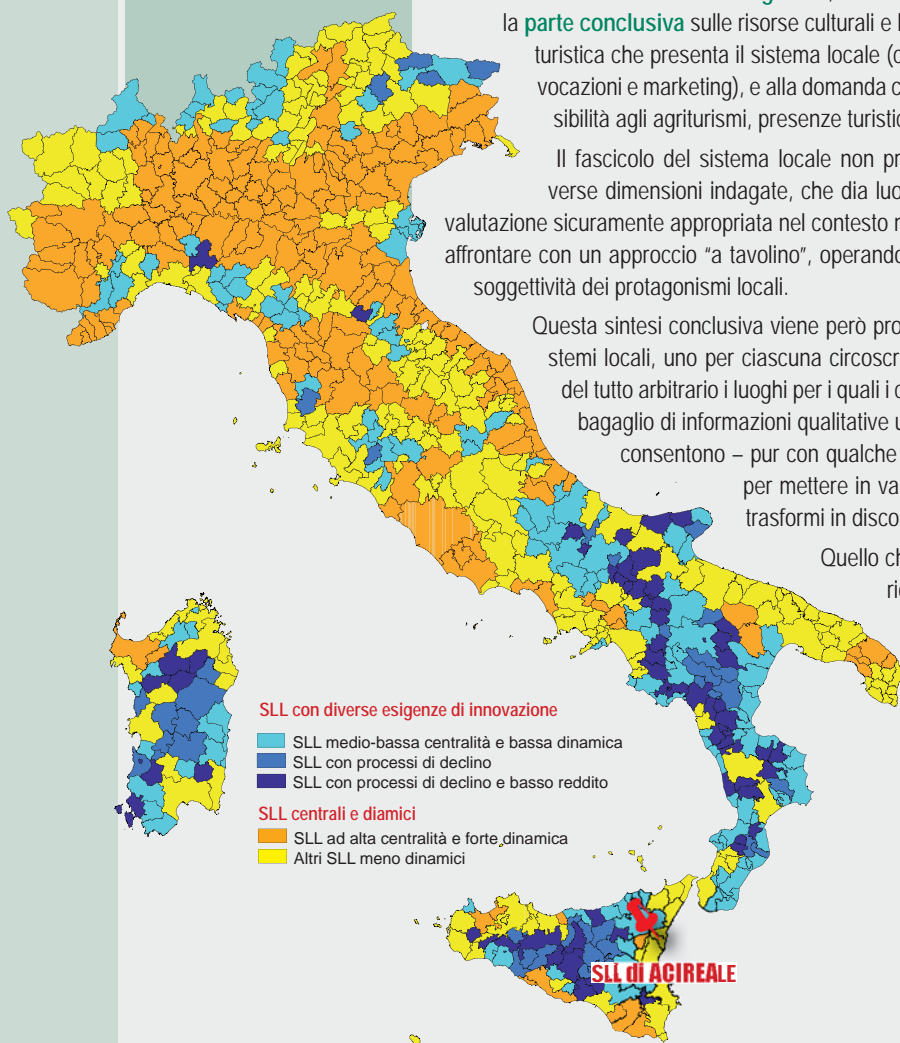 la parte conclusiva sulle risorse culturali e
turistica che presenta il sistema locale
vocazioni e marketing), e alla domanda
sibilità agli agriturismi, presenze
Il fascicolo del sistema locale non
verse dimensioni indagate, che dia
valutazione sicuramente appropriata nel contesto
affrontare con un approccio “a tavolino”, operando
soggettività dei protagonismi locali.
Questa sintesi conclusiva viene però
stemi locali, uno per ciascuna
del tutto arbitrario i luoghi per i quali i
bagaglio di informazioni qualitative
consentono – pur con qualche
per mettere in
trasformi in
Quello
SLL con diverse esigenze di innovazione
SLL medio-bassa centralità e bassa dinamica
SLL con processi di declino
SLL con processi di declino e basso reddito
SLL centrali e diamici
SLL ad alta centralità e forte dinamica
Altri SLL meno dinamici
SLL di ACIREALE